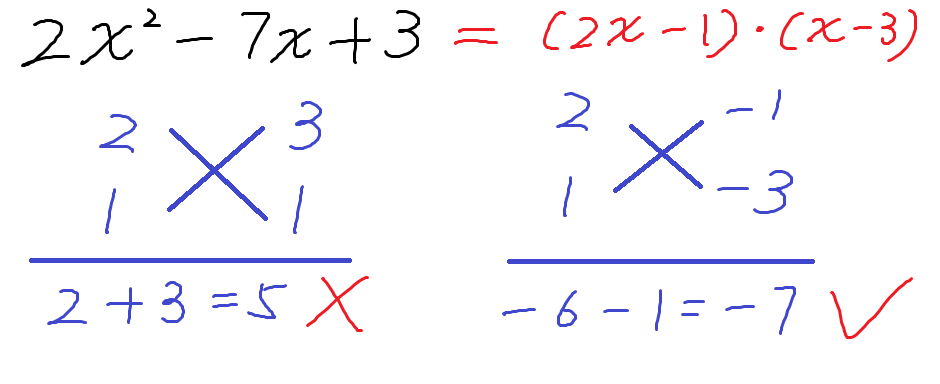 2x² - 7x + 3 = (2x - 1) · (x - 3)
2 3 2 -1
1 1 1 -3
2 + 3 = 5 -6 - 1 = -7